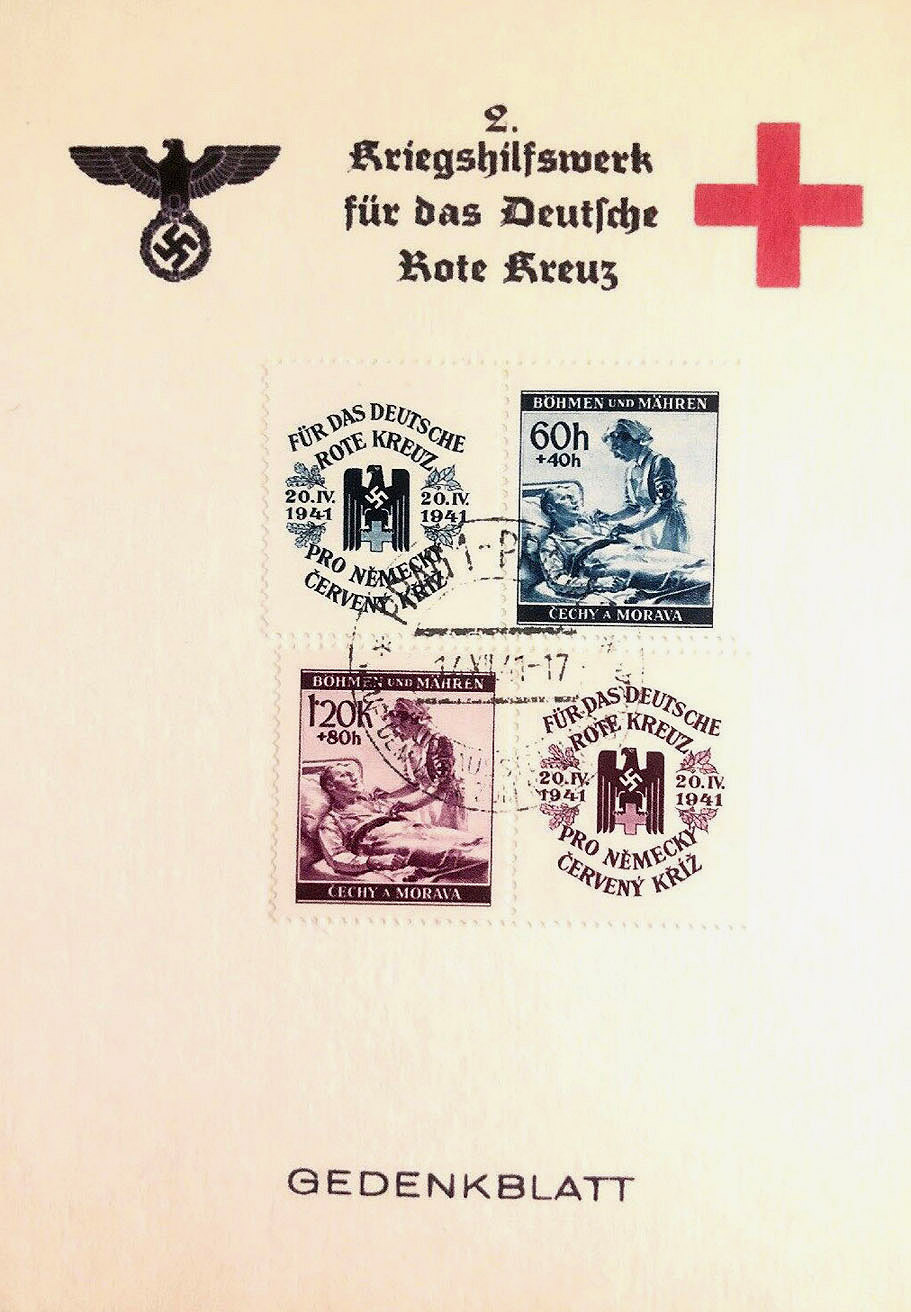 2.
Kriegshilfswerk
für das Deutſche
Rote Kreuz
FÜR DAS DEUTSCHE
ROTE KREUZ
20.IV.
1941
20.IV.
1941
PRO NĚMECKÝ
ČERVENÝ KŘÍŽ
BÖHMEN UND MÄHREN
60h
+40h
ČECHY A MORAVA
BÖHMEN UND MÄHREN
1'20K
+80h
ČECHY A MORAVA
FÜR DAS DEUTSCHE
ROTE KREUZ
20.IV.
1941
20.IV.
1941
PRO NĚMECKÝ
ČERVENÝ KŘÍŽ
GEDENKBLATT